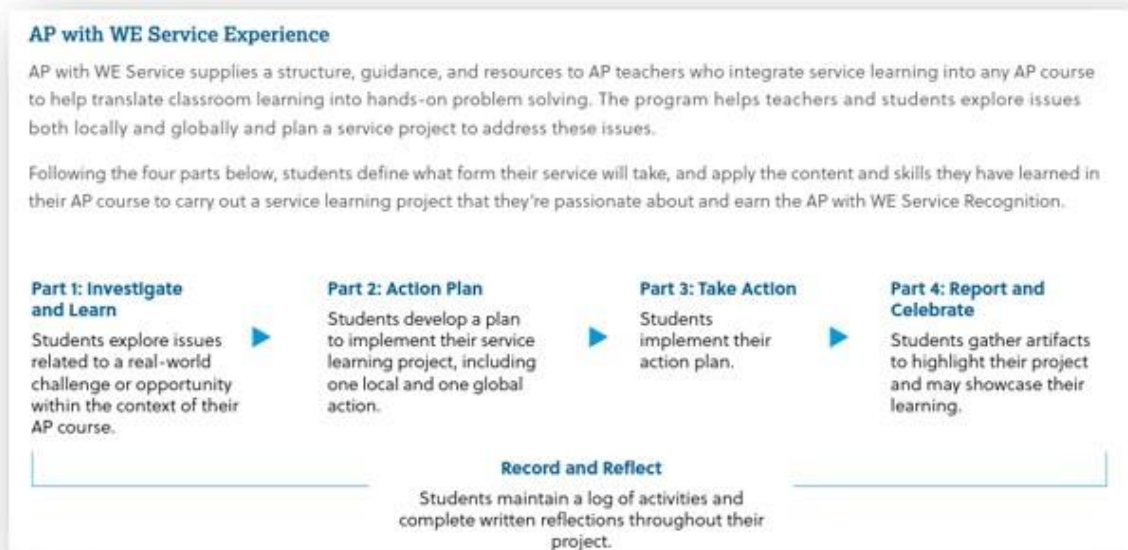 AP with WE Service Experience
AP with WE Service supplies a structure, guidance, and resources to AP teachers who integrate service learning into any AP course
to help translate classroom learning into hands-on problem solving. The program helps teachers and students explore issues
both locally and globally and plan a service project to address these issues.
Following the four parts below, students define what form their service will take, and apply the content and skills they have learned in
their AP course to carry out a service learning project that they're passionate about and earn the AP with WE Service Recognition.
Part 1: Investigate
and Learn
Students explore issues
related to a real-world
challenge or opportunity
within the context of their
AP course.
Part 2: Action Plan
Students develop a plan
to implement their service
learning project, including
one local and one global
action.
Part 3: Take Action
Students
implement their
action plan.
Part 4: Report and
Celebrate
Students gather artifacts
to highlight their project
and may showcase their
learning.
Record and Reflect
Students maintain a log of activities and
complete written reflections throughout their
project.